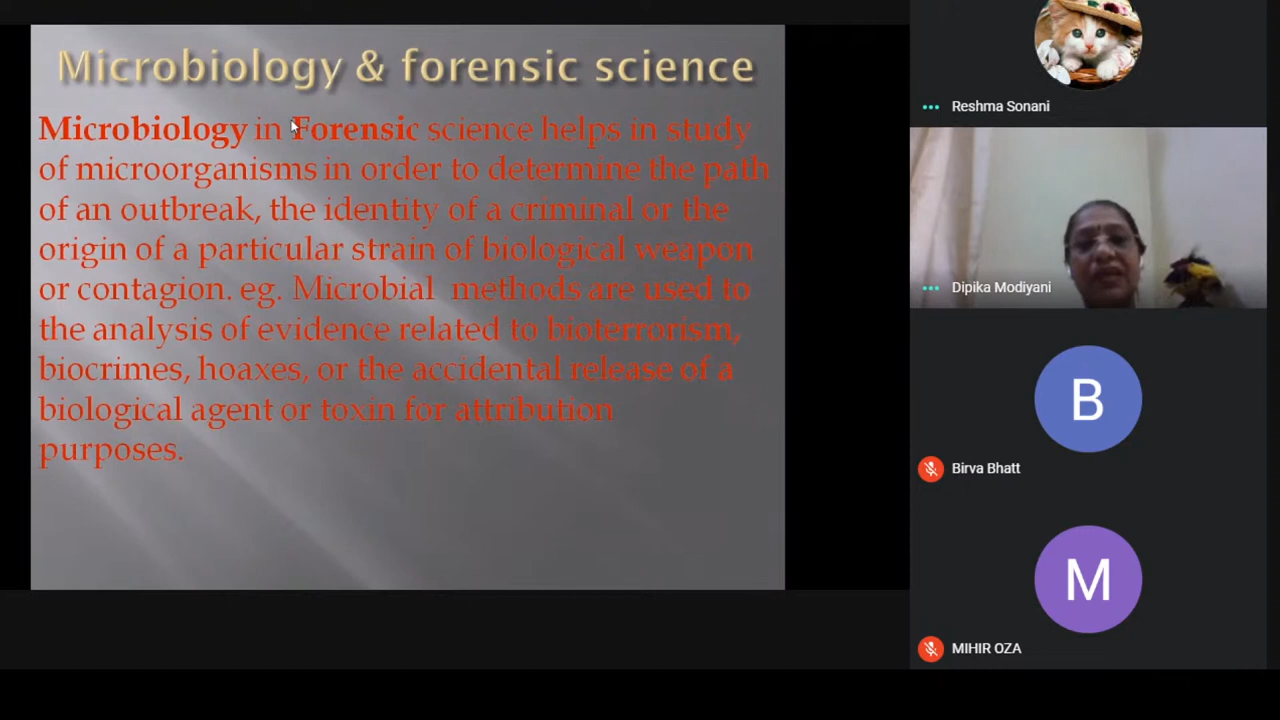 Microbiology & forensic science
Microbiology in Forensic science helps in study
of microorganisms in order to determine the path
of an outbreak, the identity of a criminal or the
origin of a particular strain of biological weapon
or contagion. eg. Microbial methods are used to
the analysis of evidence related to bioterrorism,
biocrimes, hoaxes, or the accidental release of a
biological agent or toxin for attribution
purposes.
Reshma Sonani
Dipika Modiyani
B
Birva Bhatt
M
MIHIR OZA